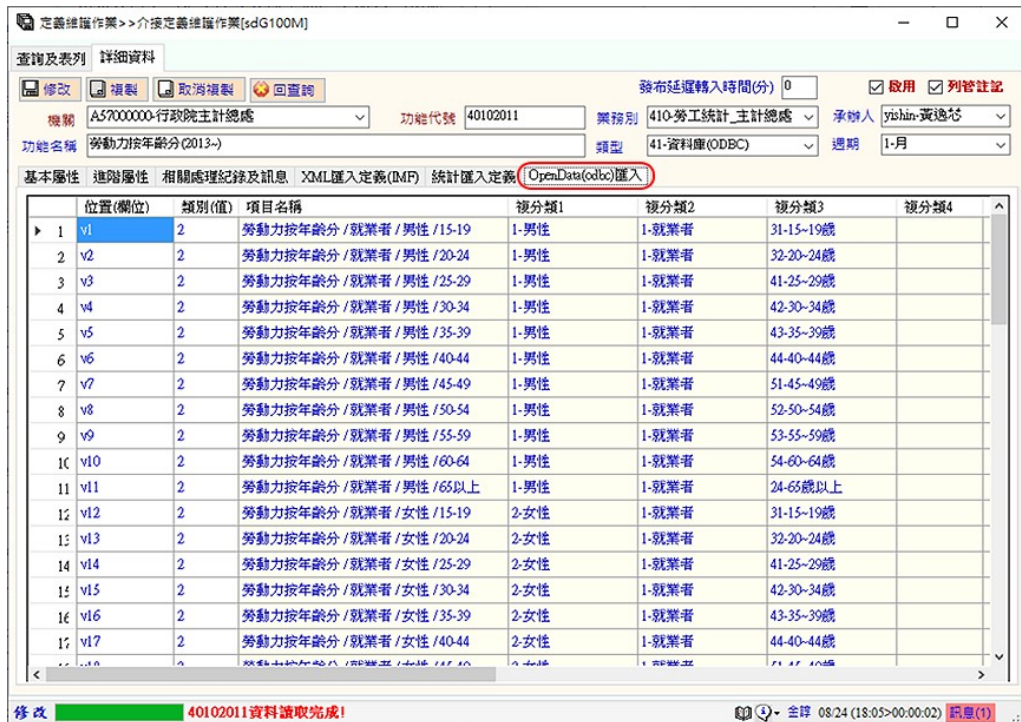 定義維護作業>>介接定義維護作業[sdG100M]
查詢及表列 詳細資料
修改 複製 取消複製 回查詢 發布延遲轉入時間(分) 0 啟用 列管註記
機關 A57000000-行政院主計總處 功能代號 40102011 業務別 410-勞工統計_主計總處 承辦人 yishin-黃逸芯
功能名稱 勞動力按年齡分(2013~) 類型 41-資料庫(ODBC) 週期 1-月
基本屬性 進階屬性 相關處理紀錄及訊息 XML匯入定義(IMF) 統計匯入定義 OpenData(odbc)匯入
位置(欄位) 類別(值) 項目名稱 複分類1 複分類2 複分類3 複分類4
1 v1 2 勞動力按年齡分 / 就業者 / 男性 /15-19 1-男性 1-就業者 31-15~19歲
2 v2 2 勞動力按年齡分 / 就業者 / 男性 /20-24 1-男性 1-就業者 32-20~24歲
3 v3 2 勞動力按年齡分 / 就業者 / 男性 /25-29 1-男性 1-就業者 41-25~29歲
4 v4 2 勞動力按年齡分 / 就業者 / 男性 /30-34 1-男性 1-就業者 42-30~34歲
5 v5 2 勞動力按年齡分 / 就業者 / 男性 /35-39 1-男性 1-就業者 43-35~39歲
6 v6 2 勞動力按年齡分 / 就業者 / 男性 /40-44 1-男性 1-就業者 44-40~44歲
7 v7 2 勞動力按年齡分 / 就業者 / 男性 /45-49 1-男性 1-就業者 51-45~49歲
8 v8 2 勞動力按年齡分 / 就業者 / 男性 /50-54 1-男性 1-就業者 52-50~54歲
9 v9 2 勞動力按年齡分 / 就業者 / 男性 /55-59 1-男性 1-就業者 53-55~59歲
v10 2 勞動力按年齡分 / 就業者 / 男性 /60-64 1-男性 1-就業者 54-60~64歲
11 v11 2 勞動力按年齡分 / 就業者 / 男性 /65以上 1-男性 1-就業者 24-65歲以上
v12 2 勞動力按年齡分 / 就業者 / 女性 /15-19 2-女性 1-就業者 31-15~19歲
v13 2 勞動力按年齡分 / 就業者 / 女性 /20-24 2-女性 1-就業者 32-20~24歲
14 v14 2 勞動力按年齡分 / 就業者 / 女性 /25-29 2-女性 1-就業者 41-25~29歲
v15 2 勞動力按年齡分 / 就業者 / 女性 /30-34 2-女性 1-就業者 42-30~34歲
v16 2 勞動力按年齡分 / 就業者 / 女性 /35-39 2-女性 1-就業者 43-35~39歲
v17 2 勞動力按年齡分 / 就業者 / 女性 /40-44 2-女性 1-就業者 44-40~44歲
修改 40102011資料讀取完成! 全諄 08/24 (18:05>00:00:02) 訊息(1)